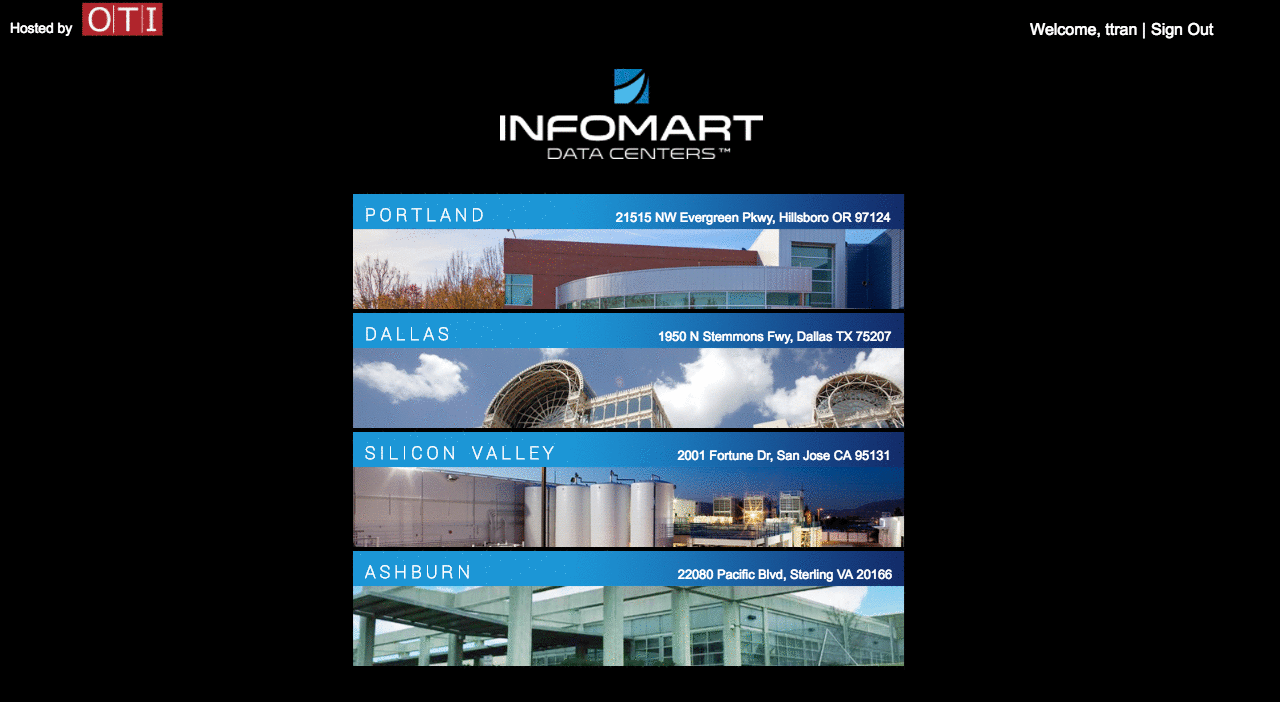 Hosted by OTI
Welcome, ttran | Sign Out
INFOMART
DATA CENTERS™
PORTLAND 21515 NW Evergreen Pkwy, Hillsboro OR 97124
DALLAS 1950 N Stemmons Fwy, Dallas TX 75207
SILICON VALLEY 2001 Fortune Dr, San Jose CA 95131
ASHBURN 22080 Pacific Blvd, Sterling VA 20166